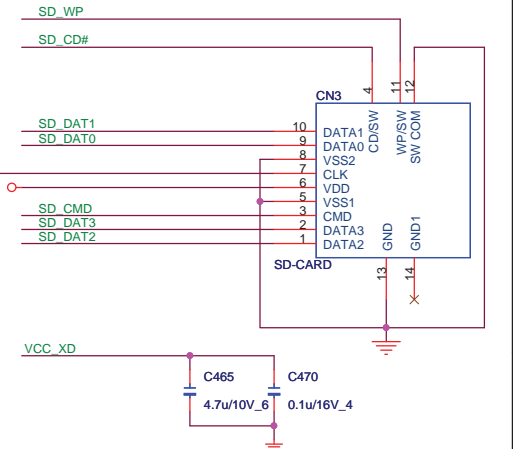 SD_WP
SD_CD#
CN3
4
11
12
CD/SW
WP/SW
SW COM
SD_DAT1 10 DATA1
SD_DAT0 9 DATA0
8 VSS2
7 CLK
6 VDD
5 VSS1
SD_CMD 3 CMD
SD_DAT3 2 DATA3
SD_DAT2 1 DATA2
GND
GND1
SD-CARD
13
14
VCC_XD
C465 C470
4.7u/10V_6 0.1u/16V_4